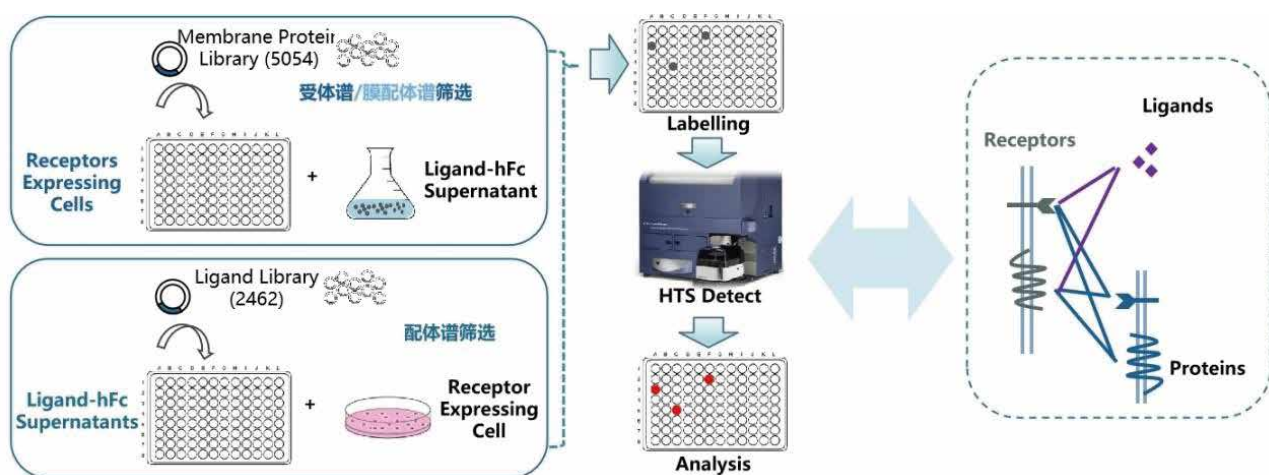 Membrane Protein
Library (5054)
受体谱/膜配体谱筛选
Receptors
Expressing
Cells
A B C D E F G H I J K L
+
Ligand-hFc
Supernatant
Ligand Library
(2462)
配体谱筛选
Ligand-hFc
Supernatants
A B C D E F G H I J K L
+
Receptor
Expressing
Cell
A B C D E F G H I J K L
Labelling
HTS Detect
A B C D E F G H I J K L
Analysis
Ligands
Receptors
Proteins